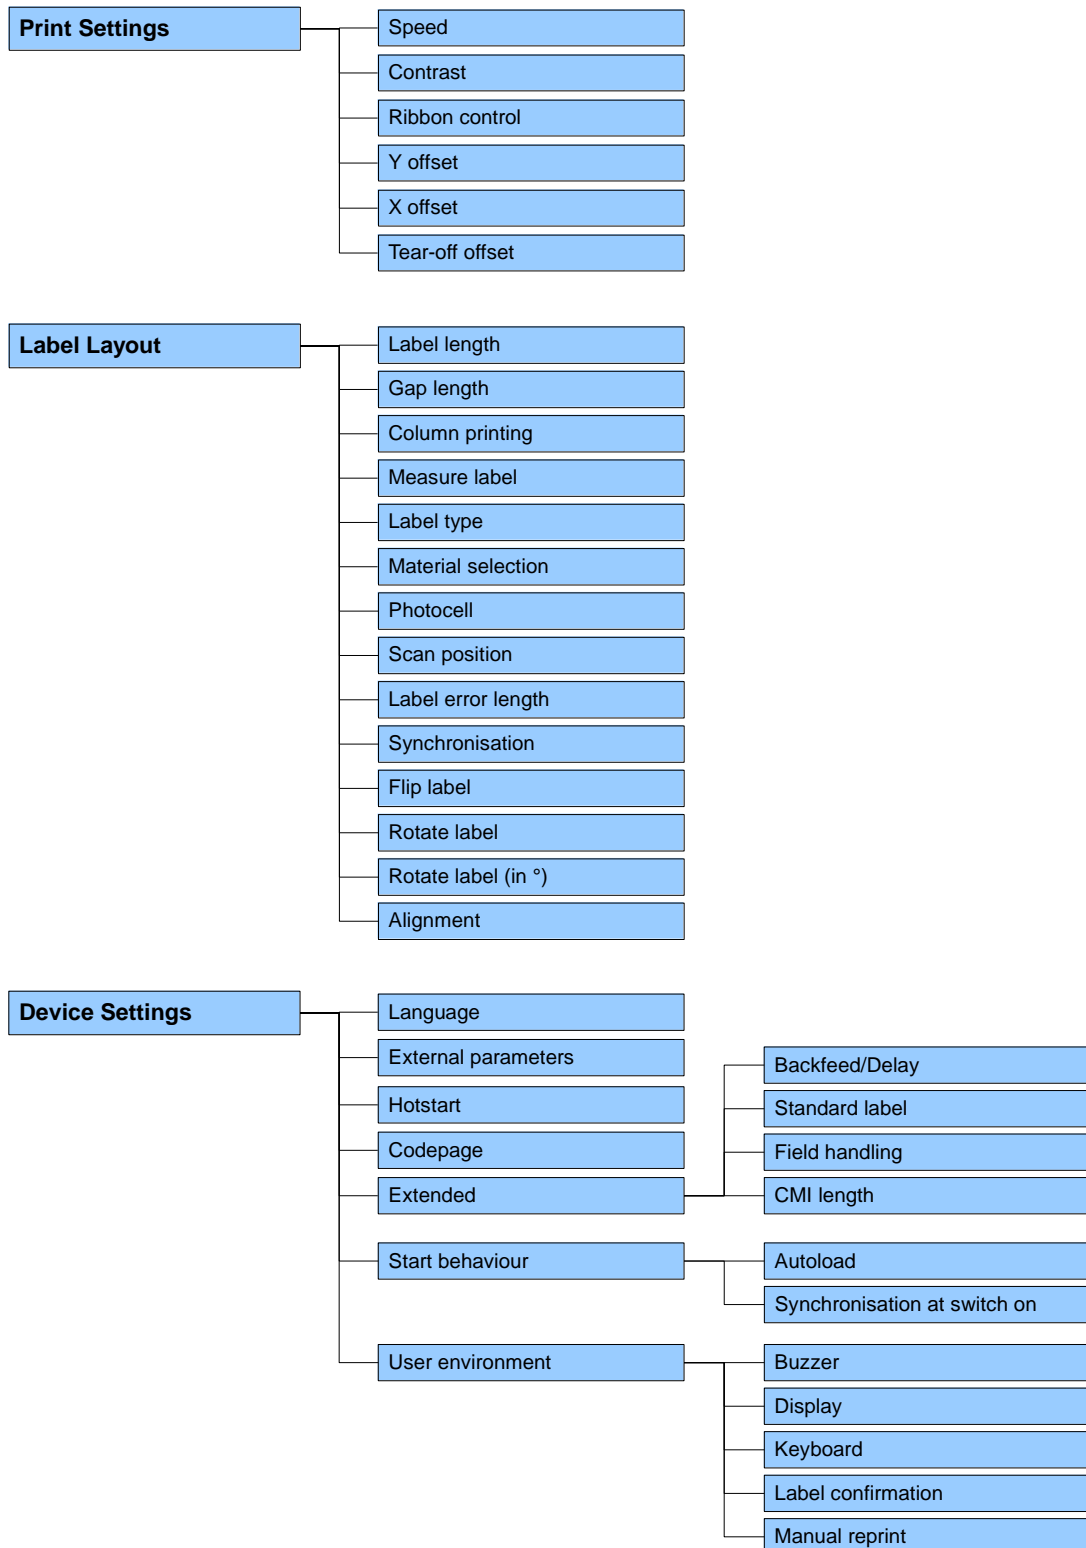 Print Settings
Speed
Contrast
Ribbon control
Y offset
X offset
Tear-off offset
Label Layout
Label length
Gap length
Column printing
Measure label
Label type
Material selection
Photocell
Scan position
Label error length
Synchronisation
Flip label
Rotate label
Rotate label (in °)
Alignment
Device Settings
Language
External parameters
Hotstart
Codepage
Extended
Backfeed/Delay
Standard label
Field handling
CMI length
Start behaviour
Autoload
Synchronisation at switch on
User environment
Buzzer
Display
Keyboard
Label confirmation
Manual reprint